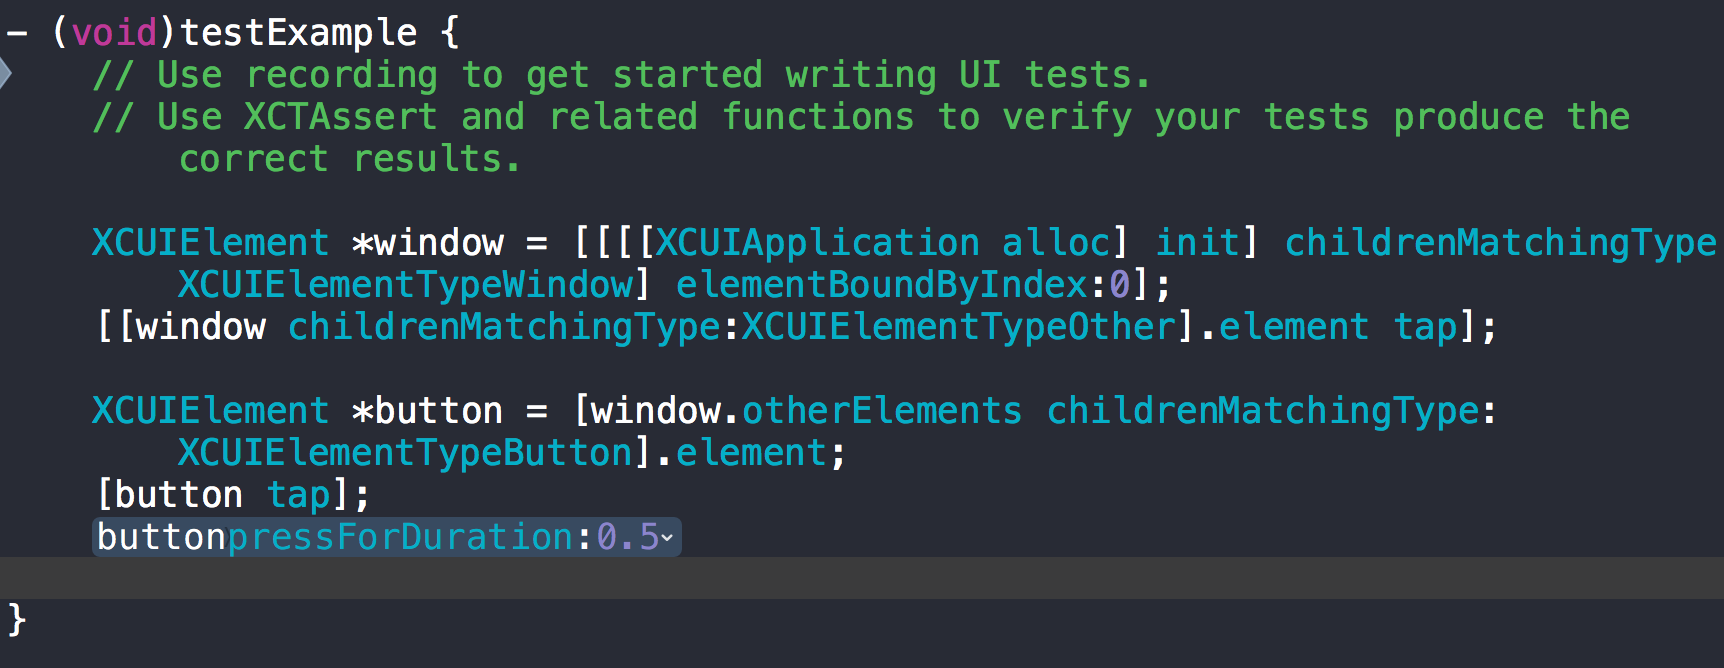 - (void)testExample {
// Use recording to get started writing UI tests.
// Use XCTAssert and related functions to verify your tests produce the
correct results.
XCUIElement *window = [[[[XCUIApplication alloc] init] childrenMatchingType
XCUIElementTypeWindow] elementBoundByIndex:0];
[[window childrenMatchingType:XCUIElementTypeOther].element tap];
XCUIElement *button = [window.otherElements childrenMatchingType:
XCUIElementTypeButton].element;
[button tap];
buttonpressForDuration:0.5
}